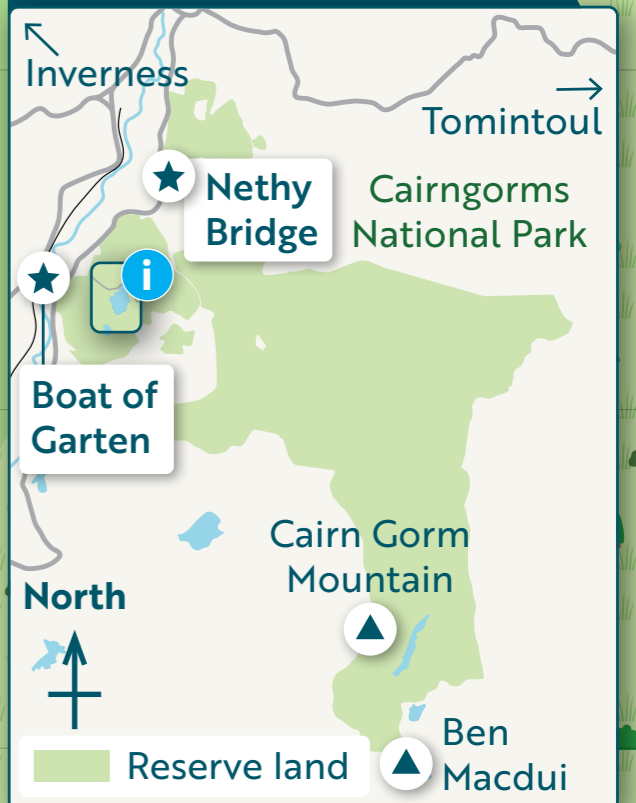 Inverness
Tomintoul
Nethy
Bridge
Cairngorms
National Park
i
Boat of
Garten
Cairn Gorm
Mountain
North
Ben
Macdui
Reserve land